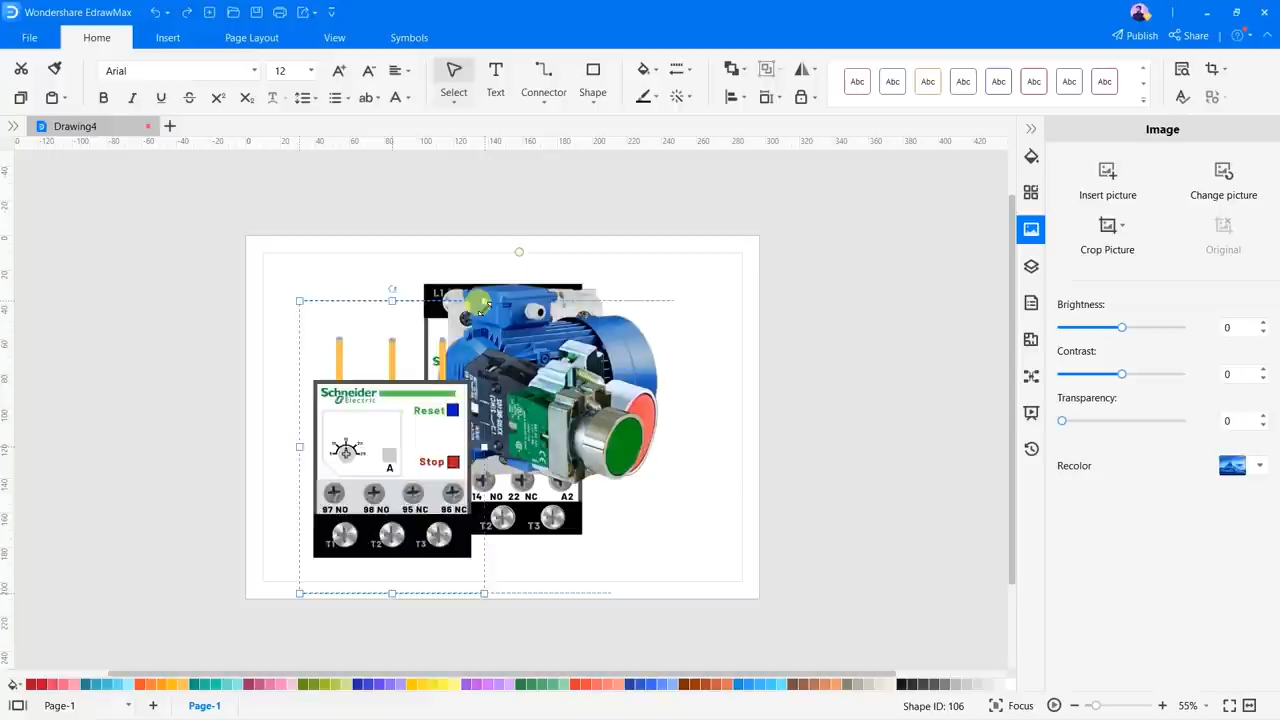 Wondershare EdrawMax
File Home Insert Page Layout View Symbols
Publish Share
Arial 12
Select Text Connector Shape
Abc Abc Abc Abc Abc Abc Abc Abc
Drawing4
Image
Insert picture Change picture
Crop Picture Original
Brightness: 0
Contrast: 0
Transparency: 0
Recolor
L1
Schneider
Electric
Reset
A
Stop
97 NO 98 NO 95 NC 96 NC
14 NO 22 NC A2
T1 T2 T3
T2 T3
Page-1 Page-1
Shape ID: 106 Focus 55%